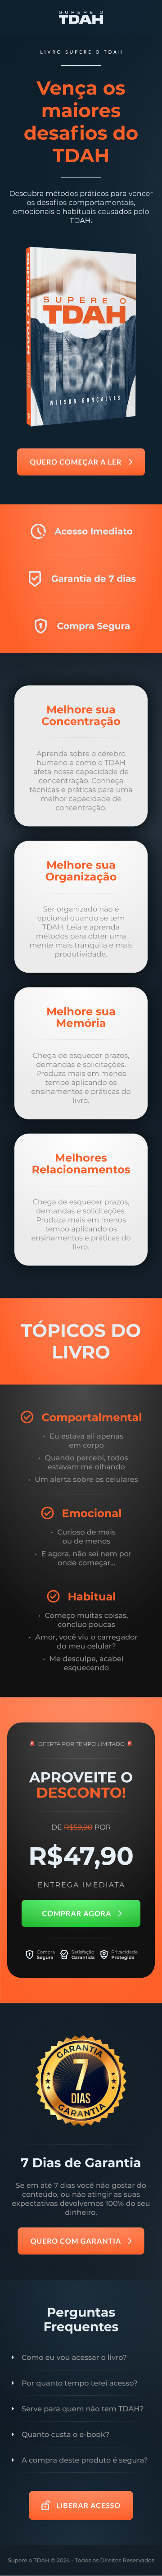 SUPERE O
TDAH
LIVRO SUPERE O TDAH
Vença os
maiores
desafios do
TDAH
Descubra métodos práticos para vencer
os desafios comportamentais,
emocionais e habituais causados pelo
TDAH.
SUPERE O
TDAH
WILSON GONÇALVES
QUERO COMEÇAR A LER
Acesso Imediato
Garantia de 7 dias
Compra Segura
Melhore sua
Concentração
Aprenda sobre o cérebro
humano e como o TDAH
afeta nossa capacidade de
concentração. Conheça
técnicas e práticas para uma
melhor capacidade de
concentração.
Melhore sua
Organização
Ser organizado não é
opcional quando se tem
TDAH. Leia e aprenda
métodos para obter uma
mente mais tranquila e mais
produtividade.
Melhore sua
Memória
Chega de esquecer prazos,
demandas e solicitações.
Produza mais em menos
tempo aplicando os
ensinamentos e práticas do
livro.
Melhores
Relacionamentos
Chega de esquecer prazos,
demandas e solicitações.
Produza mais em menos
tempo aplicando os
ensinamentos e práticas do
livro.
TÓPICOS DO
LIVRO
Comportalmental
• Eu estava ali apenas
em corpo
• Quando percebi, todos
estavam me olhando
• Um alerta sobre os celulares
Emocional
• Curioso de mais
ou de menos
• E agora, não sei nem por
onde começar...
Habitual
• Começo muitas coisas,
concluo poucas
• Amor, você viu o carregador
do meu celular?
• Me desculpe, acabei
esquecendo
🚨 OFERTA POR TEMPO LIMITADO 🚨
APROVEITE O
DESCONTO!
DE R$59,90 POR
R$47,90
ENTREGA IMEDIATA
COMPRAR AGORA
Compra
Segura
Satisfação
Garantida
Privacidade
Protegida
GARANTIA
7
DIAS
GARANTIA
7 Dias de Garantia
Se em até 7 dias você não gostar do
conteúdo, ou não atingir as suas
expectativas devolvemos 100% do seu
dinheiro.
QUERO COM GARANTIA
Perguntas
Frequentes
Como eu vou acessar o livro?
Por quanto tempo terei acesso?
Serve para quem não tem TDAH?
Quanto custa o e-book?
A compra deste produto é segura?
LIBERAR ACESSO
Supere o TDAH © 2024 - Todos os Direitos Reservados